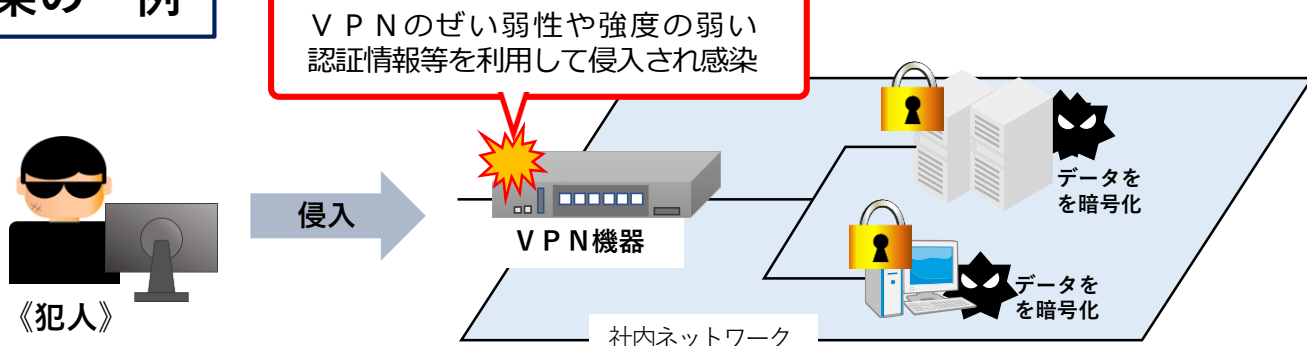 染の一例
ＶＰＮのぜい弱性や強度の弱い
認証情報等を利用して侵入され感染
侵入
ＶＰＮ機器
データを
を暗号化
データを
を暗号化
《犯人》
社内ネットワーク